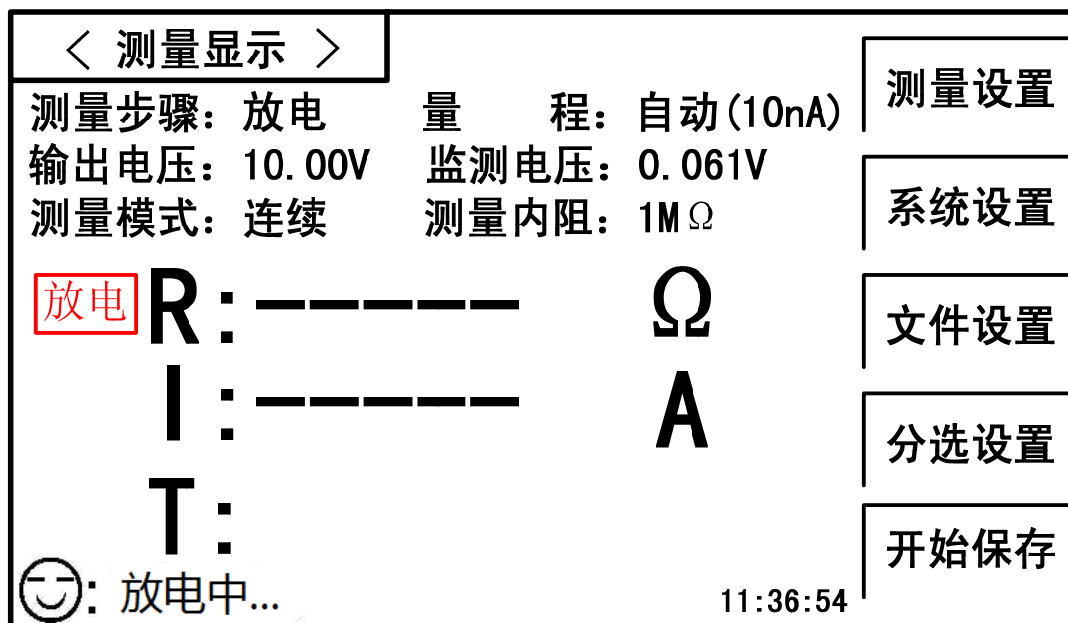 < 测量显示 >
测量步骤：放电 量 程：自动(10nA)
输出电压：10.00V 监测电压：0.061V
测量模式：连续 测量内阻：1MΩ
放电 R：----- Ω
I：----- A
T：
：放电中...
11:36:54
测量设置
系统设置
文件设置
分选设置
开始保存